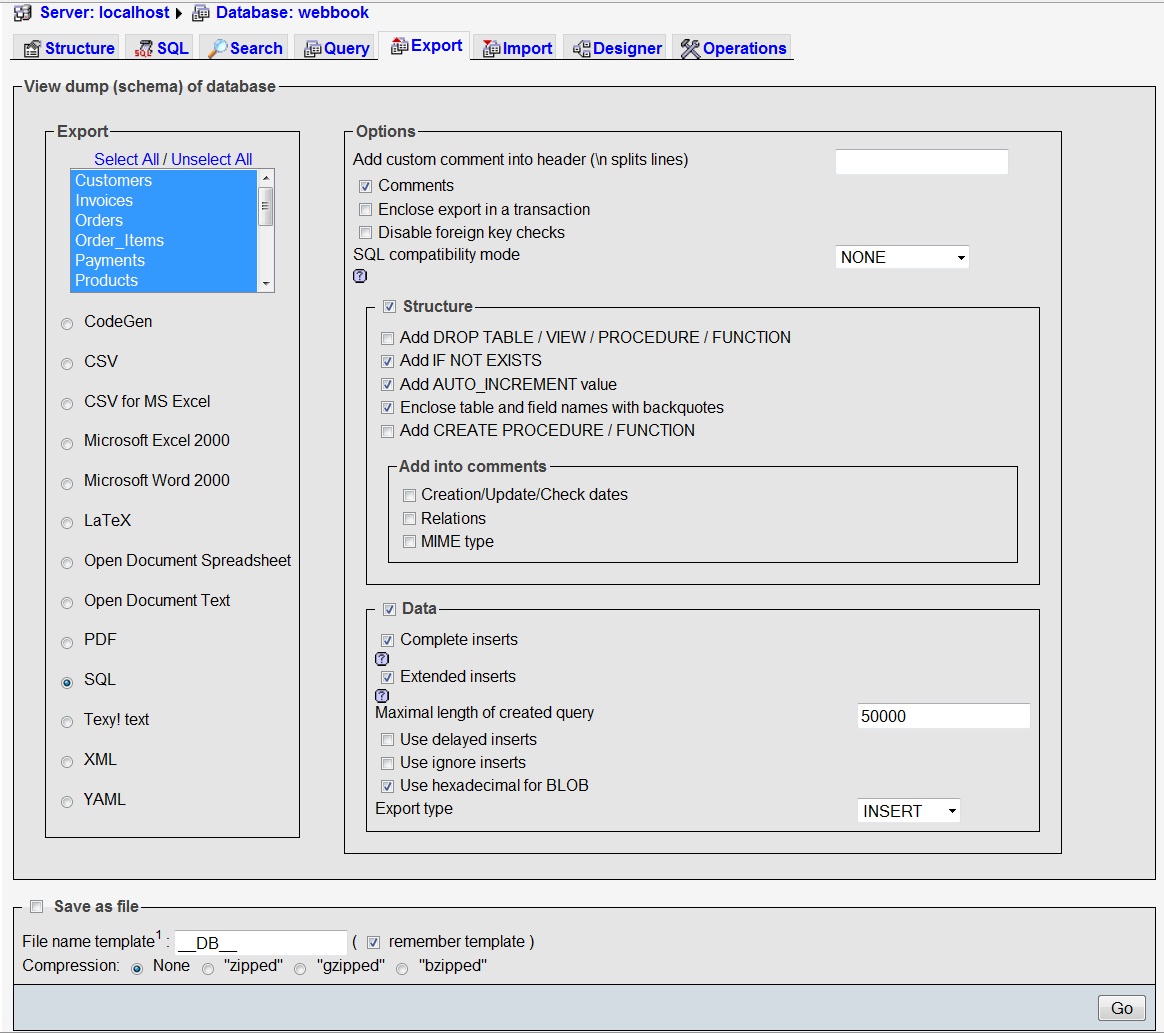 Server: localhost Database: webbook
Structure SQL Search Query Export Import Designer Operations
View dump (schema) of database
Export
Select All / Unselect All
Customers
Invoices
Orders
Order_Items
Payments
Products
CodeGen
CSV
CSV for MS Excel
Microsoft Excel 2000
Microsoft Word 2000
LaTeX
Open Document Spreadsheet
Open Document Text
PDF
SQL
Texy! text
XML
YAML
Options
Add custom comment into header (\n splits lines)
Comments
Enclose export in a transaction
Disable foreign key checks
SQL compatibility mode NONE
?
Structure
Add DROP TABLE / VIEW / PROCEDURE / FUNCTION
Add IF NOT EXISTS
Add AUTO_INCREMENT value
Enclose table and field names with backquotes
Add CREATE PROCEDURE / FUNCTION
Add into comments
Creation/Update/Check dates
Relations
MIME type
Data
Complete inserts
?
Extended inserts
?
Maximal length of created query 50000
Use delayed inserts
Use ignore inserts
Use hexadecimal for BLOB
Export type INSERT
Save as file
File name template1 : __DB__ ( remember template )
Compression: None "zipped" "gzipped" "bzipped"
Go